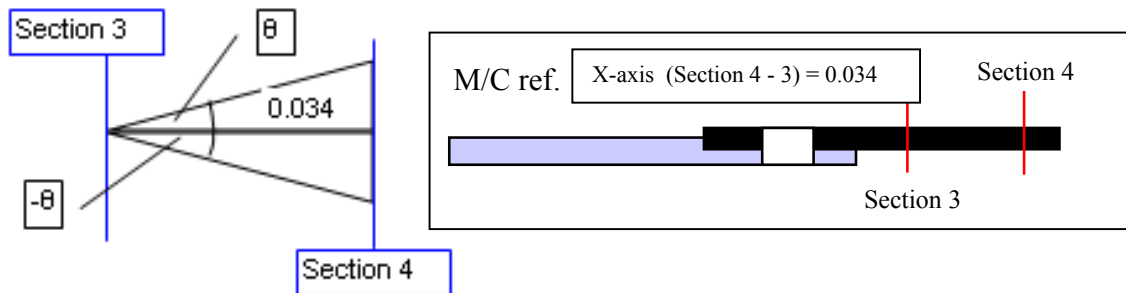 Section 3
θ
0.034
-θ
Section 4
M/C ref.
X-axis (Section 4 - 3) = 0.034
Section 4
Section 3